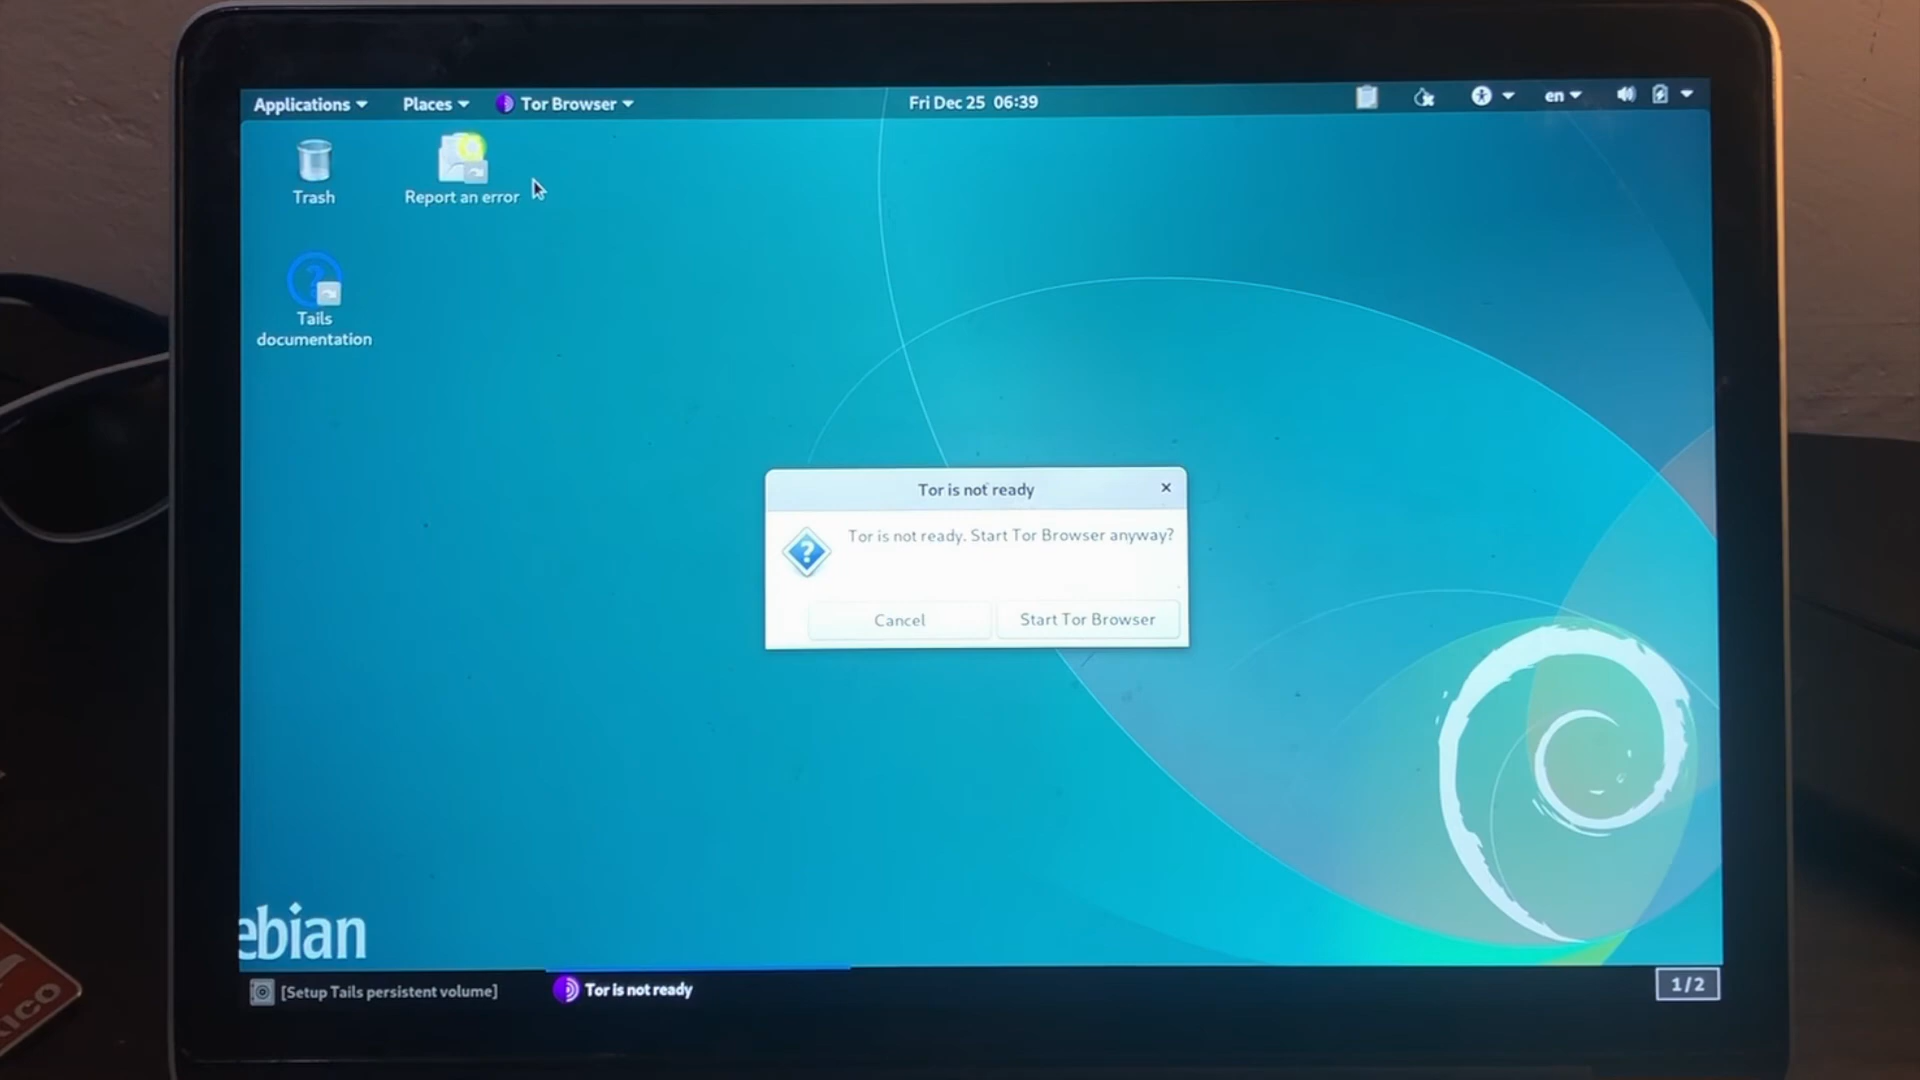 Applications
Places
Tor Browser
Fri Dec 25 06:39
en
Trash
Report an error
Tails
documentation
Tor is not ready
Tor is not ready. Start Tor Browser anyway?
Cancel
Start Tor Browser
ebian
[Setup Tails persistent volume]
Tor is not ready
1/2